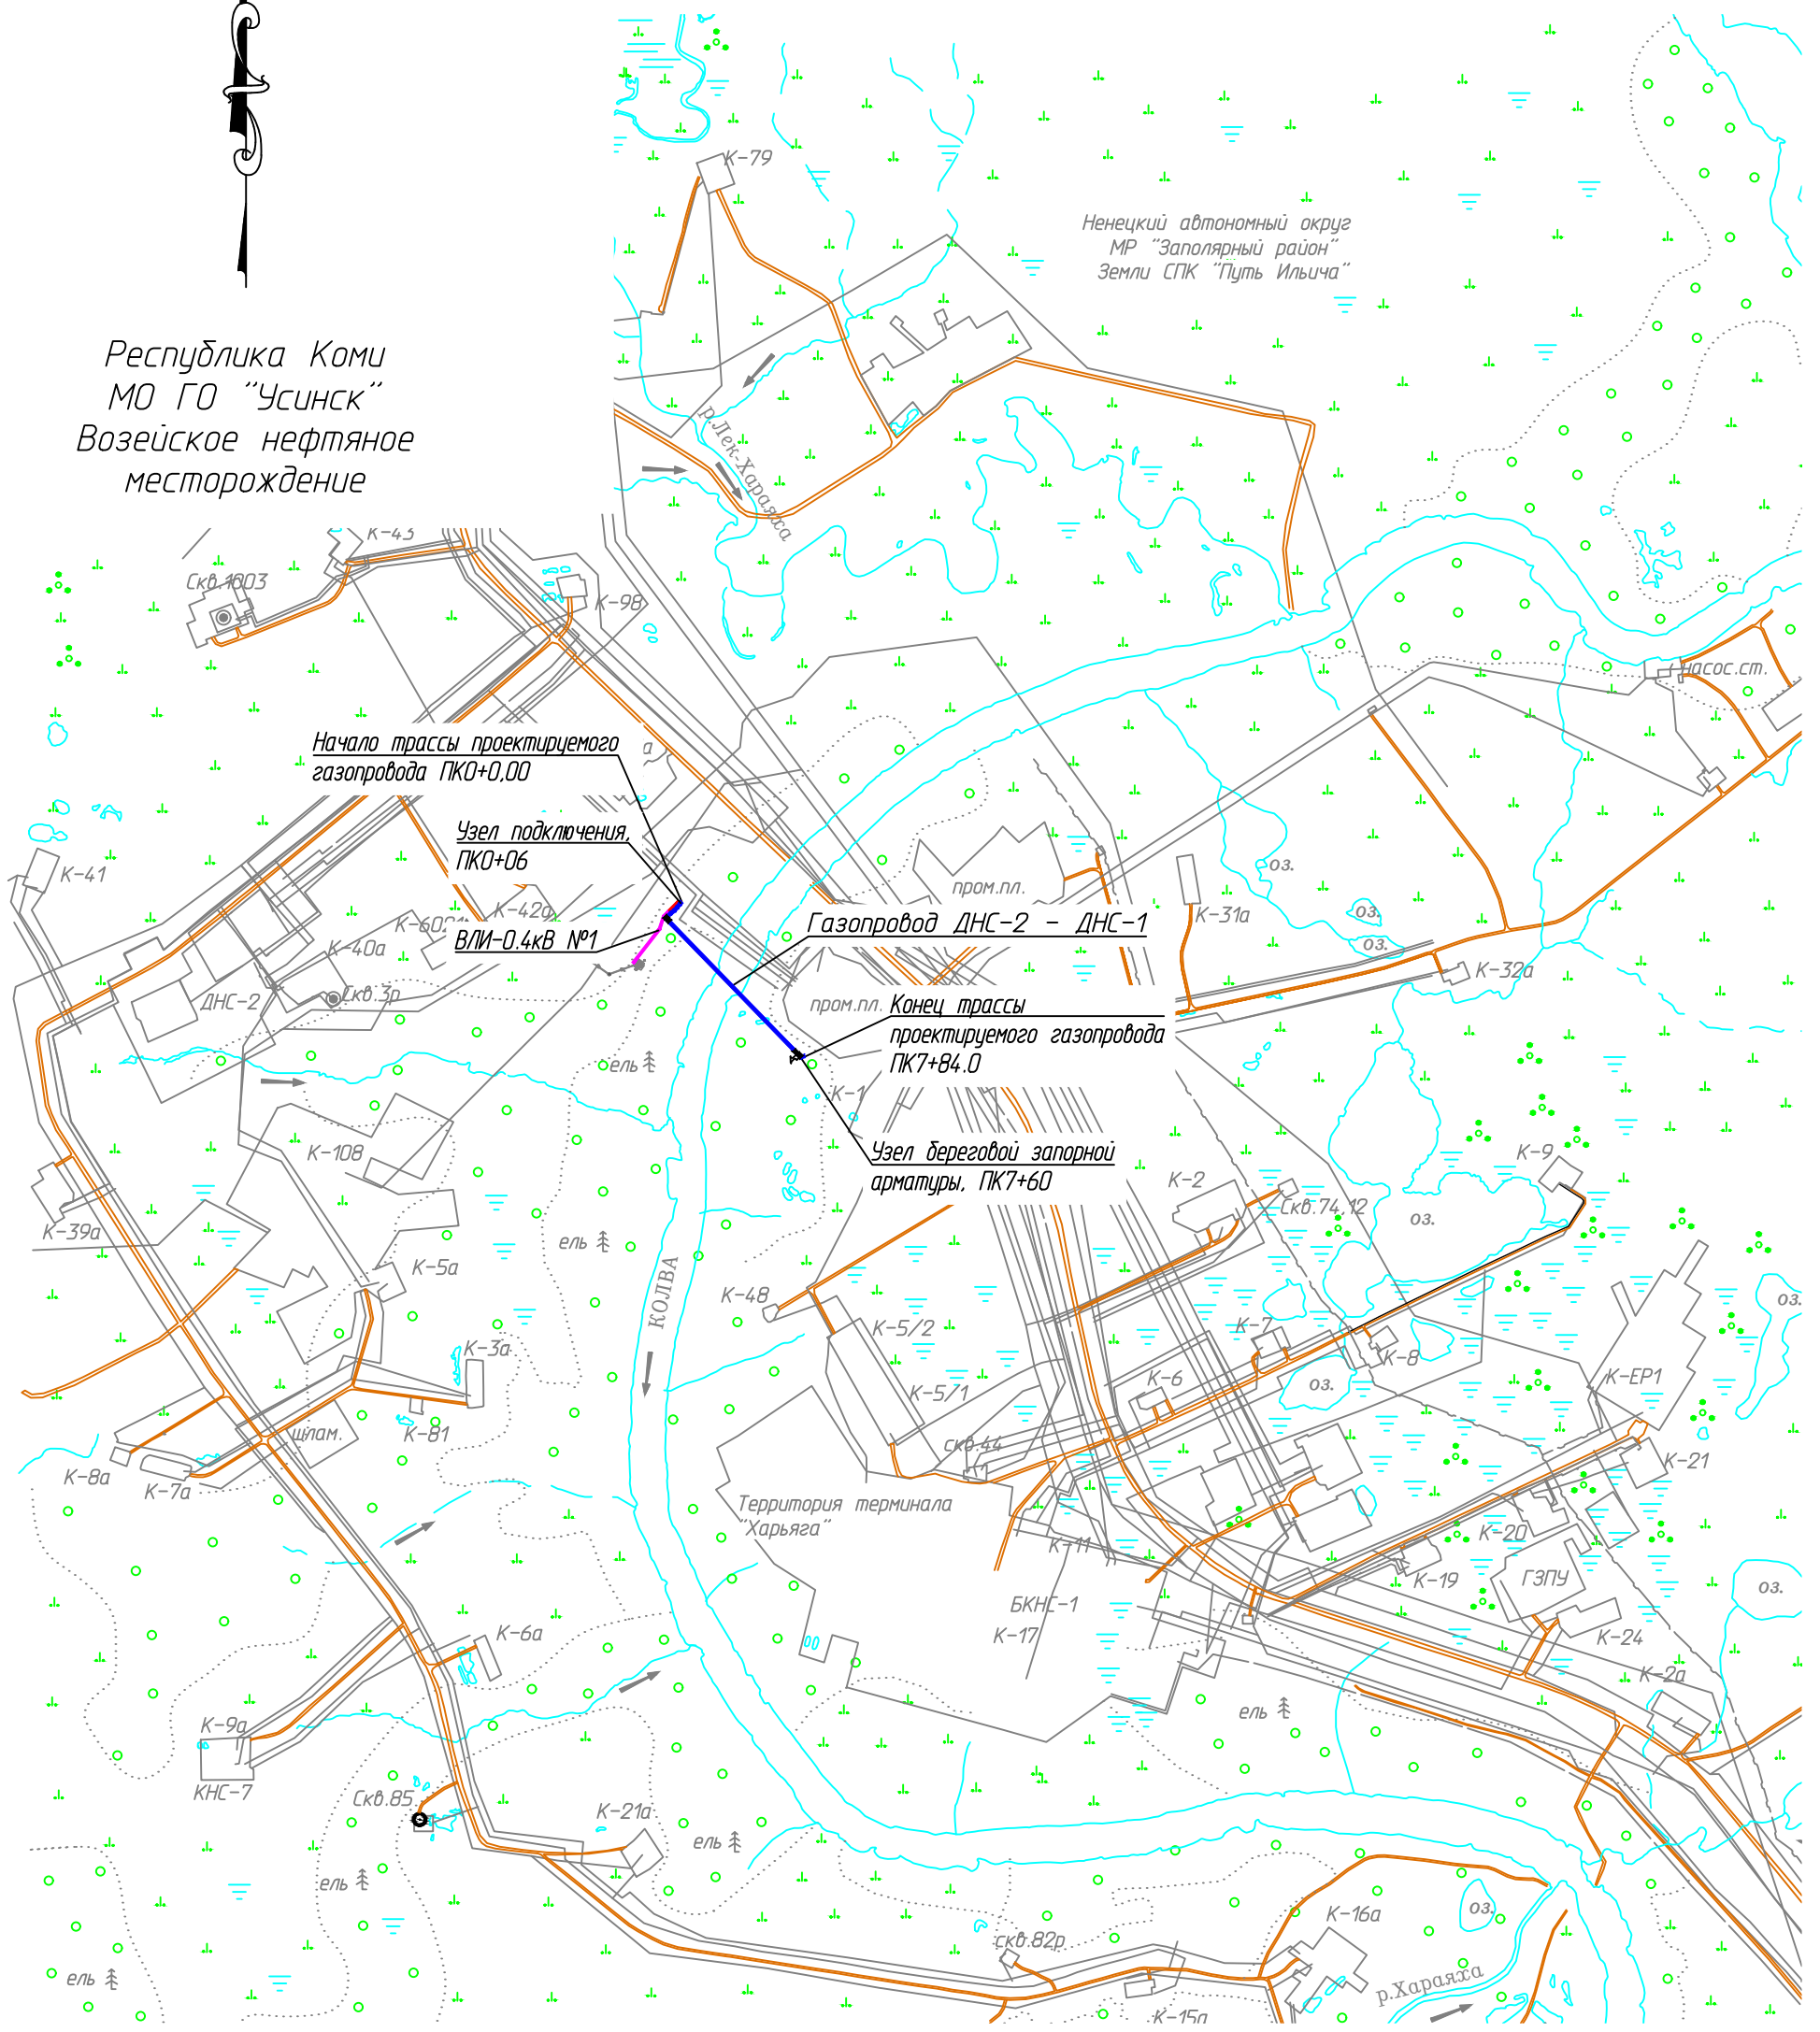 К-79
Ненецкий автономный округ
МР "Заполярный район"
Земли СПК "Путь Ильича"
Республика Коми
МО ГО "Усинск"
Возейское нефтяное
месторождение
р.Лек-Хараяха
К-43
Скв.1003
К-98
насос.ст.
Начало трассы проектируемого
газопровода ПК0+0,00
а
Узел подключения,
ПК0+06
К-41
К-42а
ВЛИ-0.4кВ №1
К-40а
Скв.3р
ДНС-2
пром.пл.
оз.
оз.
оз.
К-31а
К-32а
Газопровод ДНС-2 - ДНС-1
пром.пл.
Конец трассы
проектируемого газопровода
ПК7+84.0
ель
К-1
Узел береговой запорной
арматуры, ПК7+60
К-108
К-39а
К-5а
ель
КОЛВА
К-2
Скв.74,12
К-9
оз.
оз.
К-48
К-5/2
К-5/1
К-7
К-8
К-6
оз.
К-ЕР1
К-3а
К-81
шлам.
К-8а
К-7а
скв.44
К-21
Территория терминала
"Харьяга"
К-11
К-20
К-19
ГЗПУ
оз.
БКНС-1
К-17
К-24
К-2а
К-6а
К-9а
КНС-7
ель
Скв.85
К-21а
ель
ель
ель
скв.82р
К-16а
оз.
р.Хараяха
К-15а